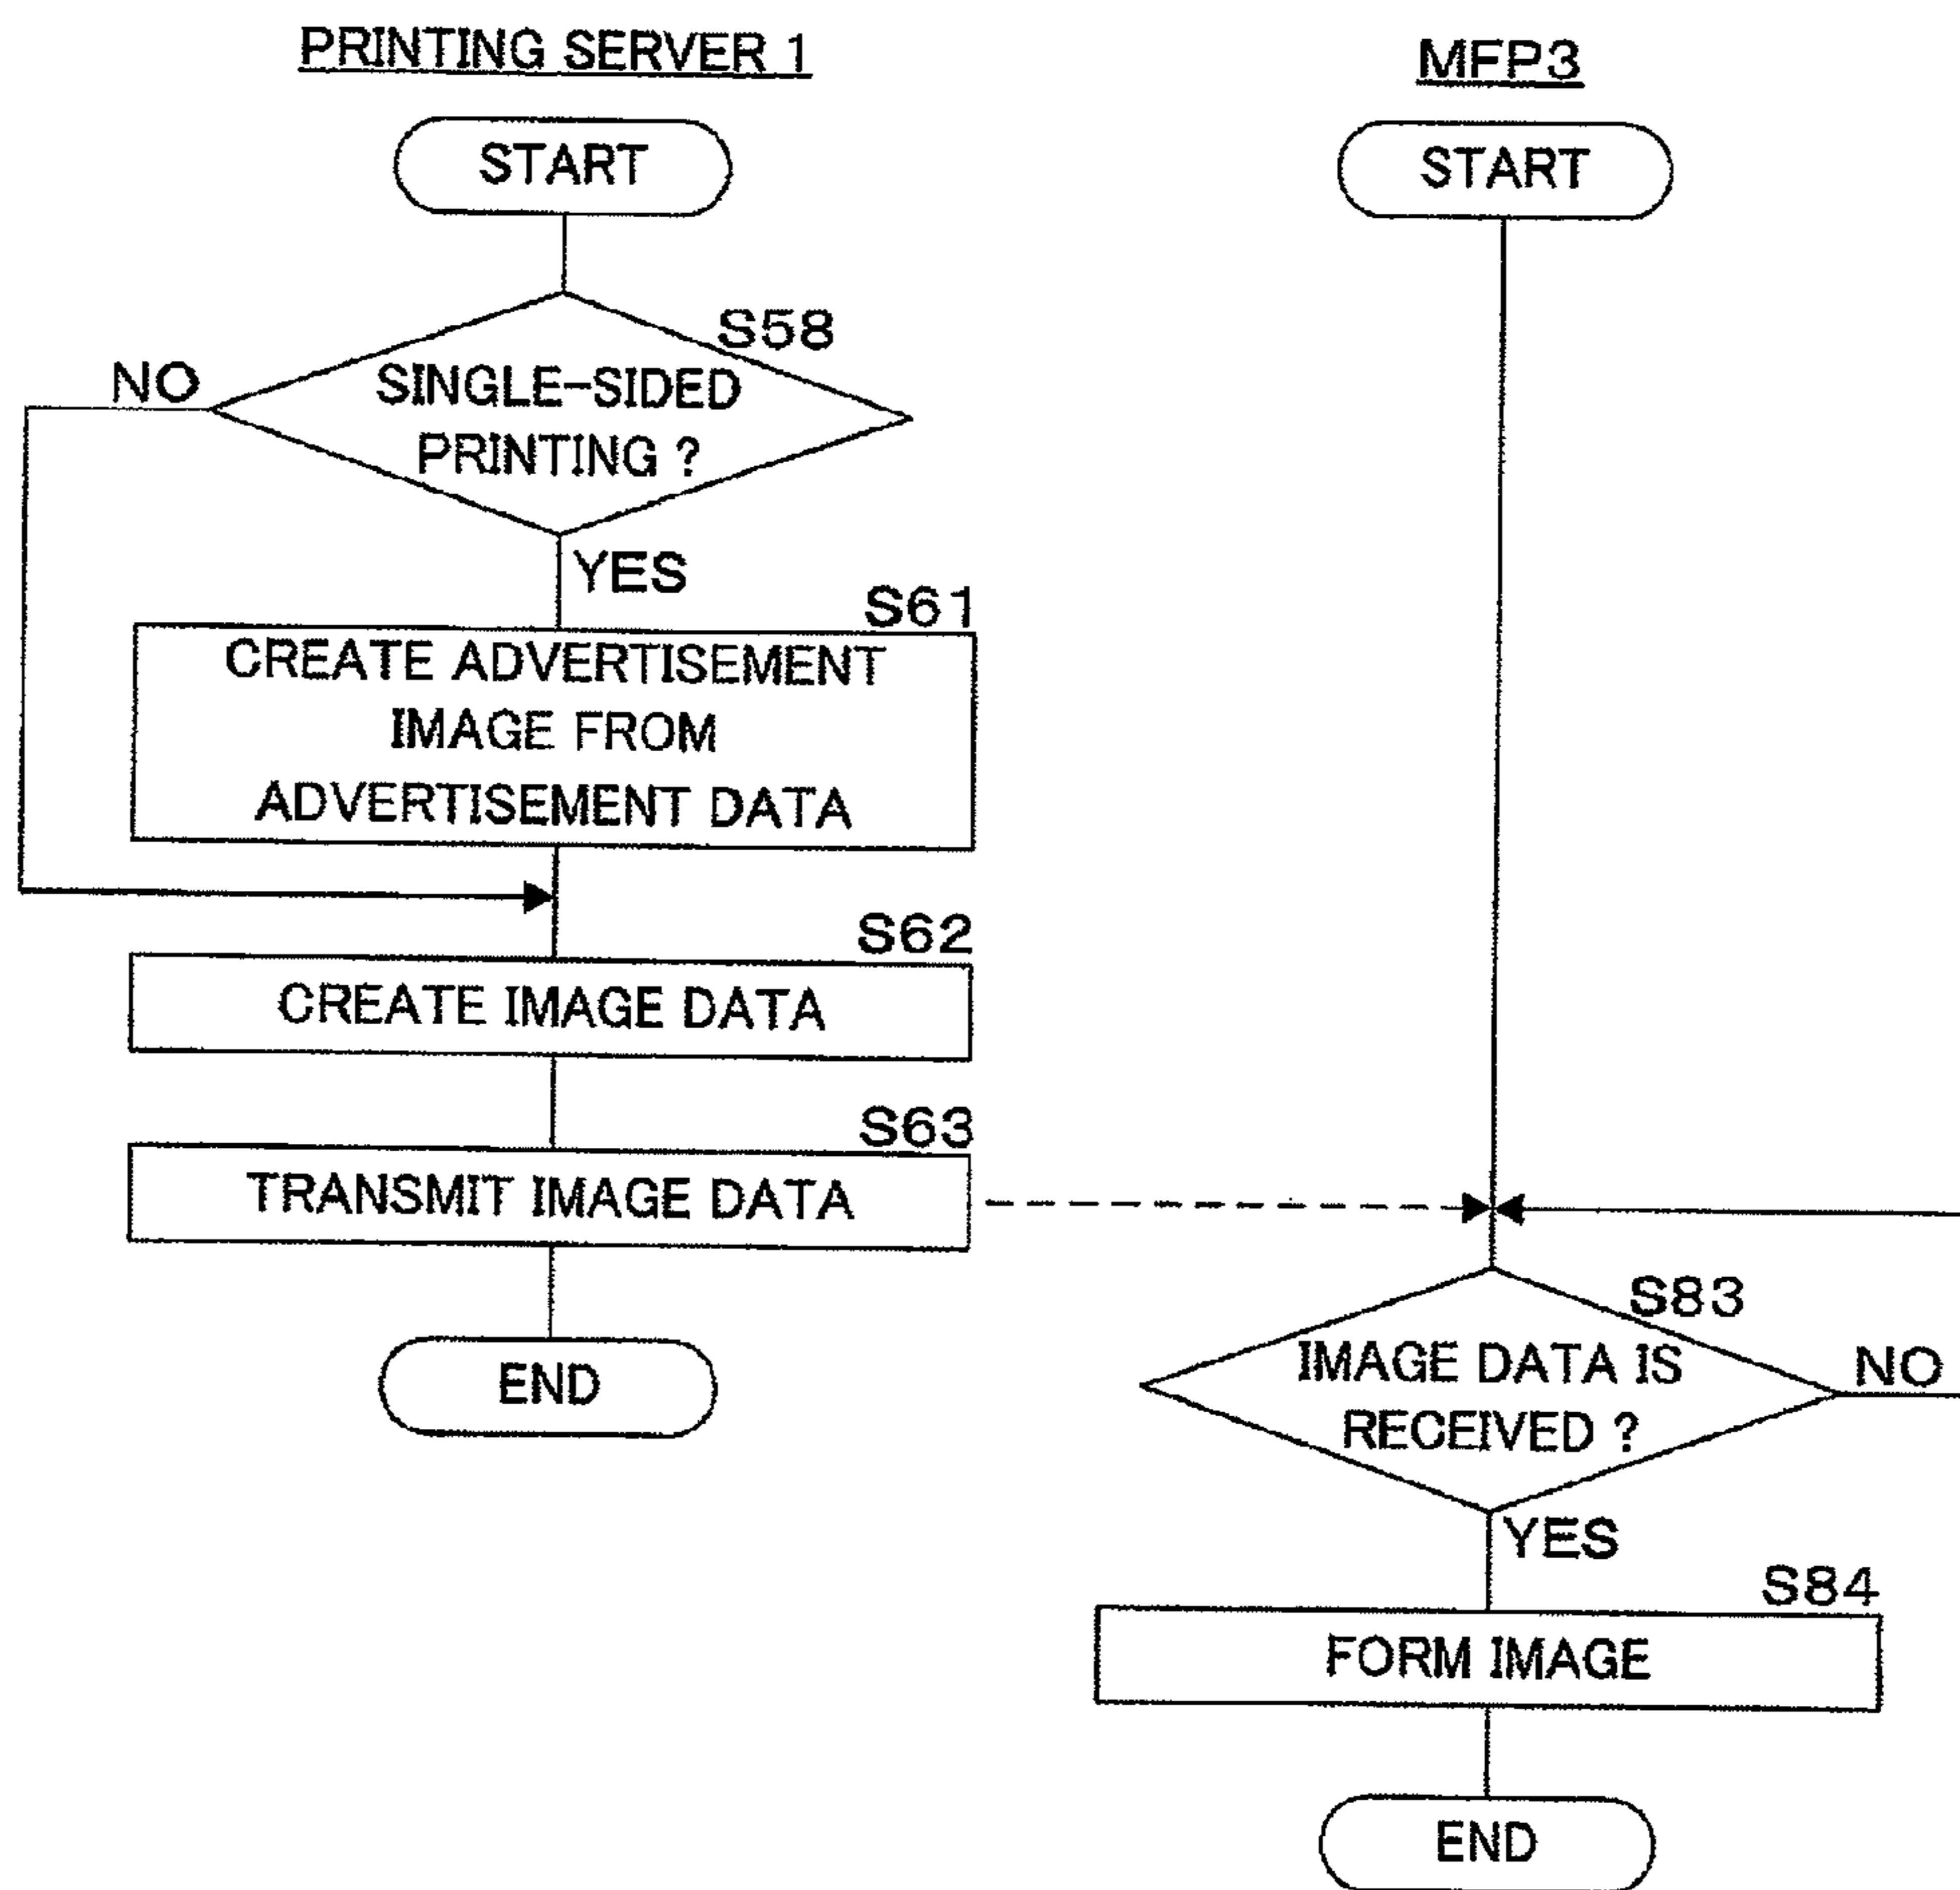 PRINTING SERVER 1
START
S58
NO
SINGLE-SIDED
PRINTING ?
YES
S61
CREATE ADVERTISEMENT
IMAGE FROM
ADVERTISEMENT DATA
S62
CREATE IMAGE DATA
S63
TRANSMIT IMAGE DATA
END
MFP3
START
S83
IMAGE DATA IS
RECEIVED ?
NO
YES
S84
FORM IMAGE
END